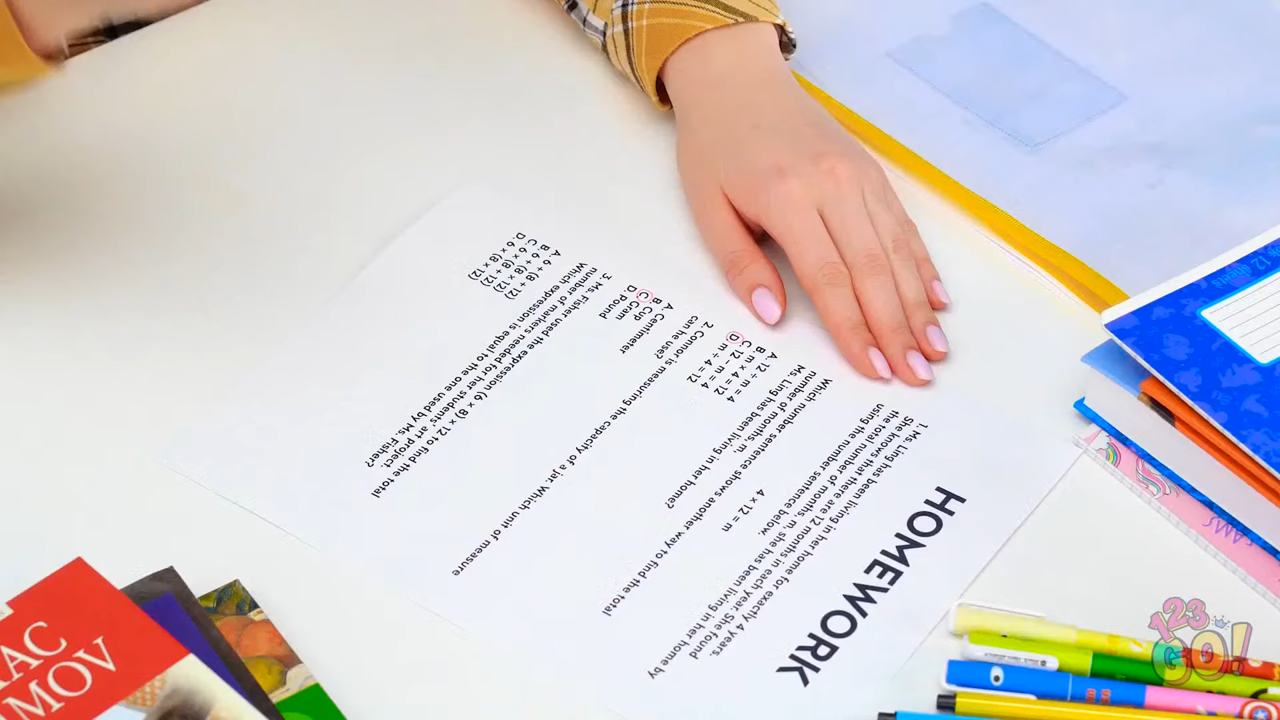 HOMEWORK
1. Ms. Ling has been living in her home for exactly 4 years.
She knows that there are 12 months in each year. She found
the total number of months, m, she has been living in her home by
using the number sentence below.
4 x 12 = m
Which number sentence shows another way to find the total
number of months, m,
Ms. Ling has been living in her home?
A. 12 ÷ m = 4
B. m x 4 = 12
C. 12 – m = 4
D m ÷ 4 = 12
2. Connor is measuring the capacity of a jar. Which unit of measure
can he use?
A. Centimeter
B. Cup
C. Gram
D Pound
3. Ms. Fisher used the expression (6 x 8) x 12 to find the total
number of markers needed for her students' art project.
Which expression is equal to the one used by Ms. Fisher?
A. 6 + (8 + 12)
B. 6 + (8 x 12)
C. 6 x (8 + 12)
D. 6 x (8 x 12)
MOV
12 sheets
123
GO!